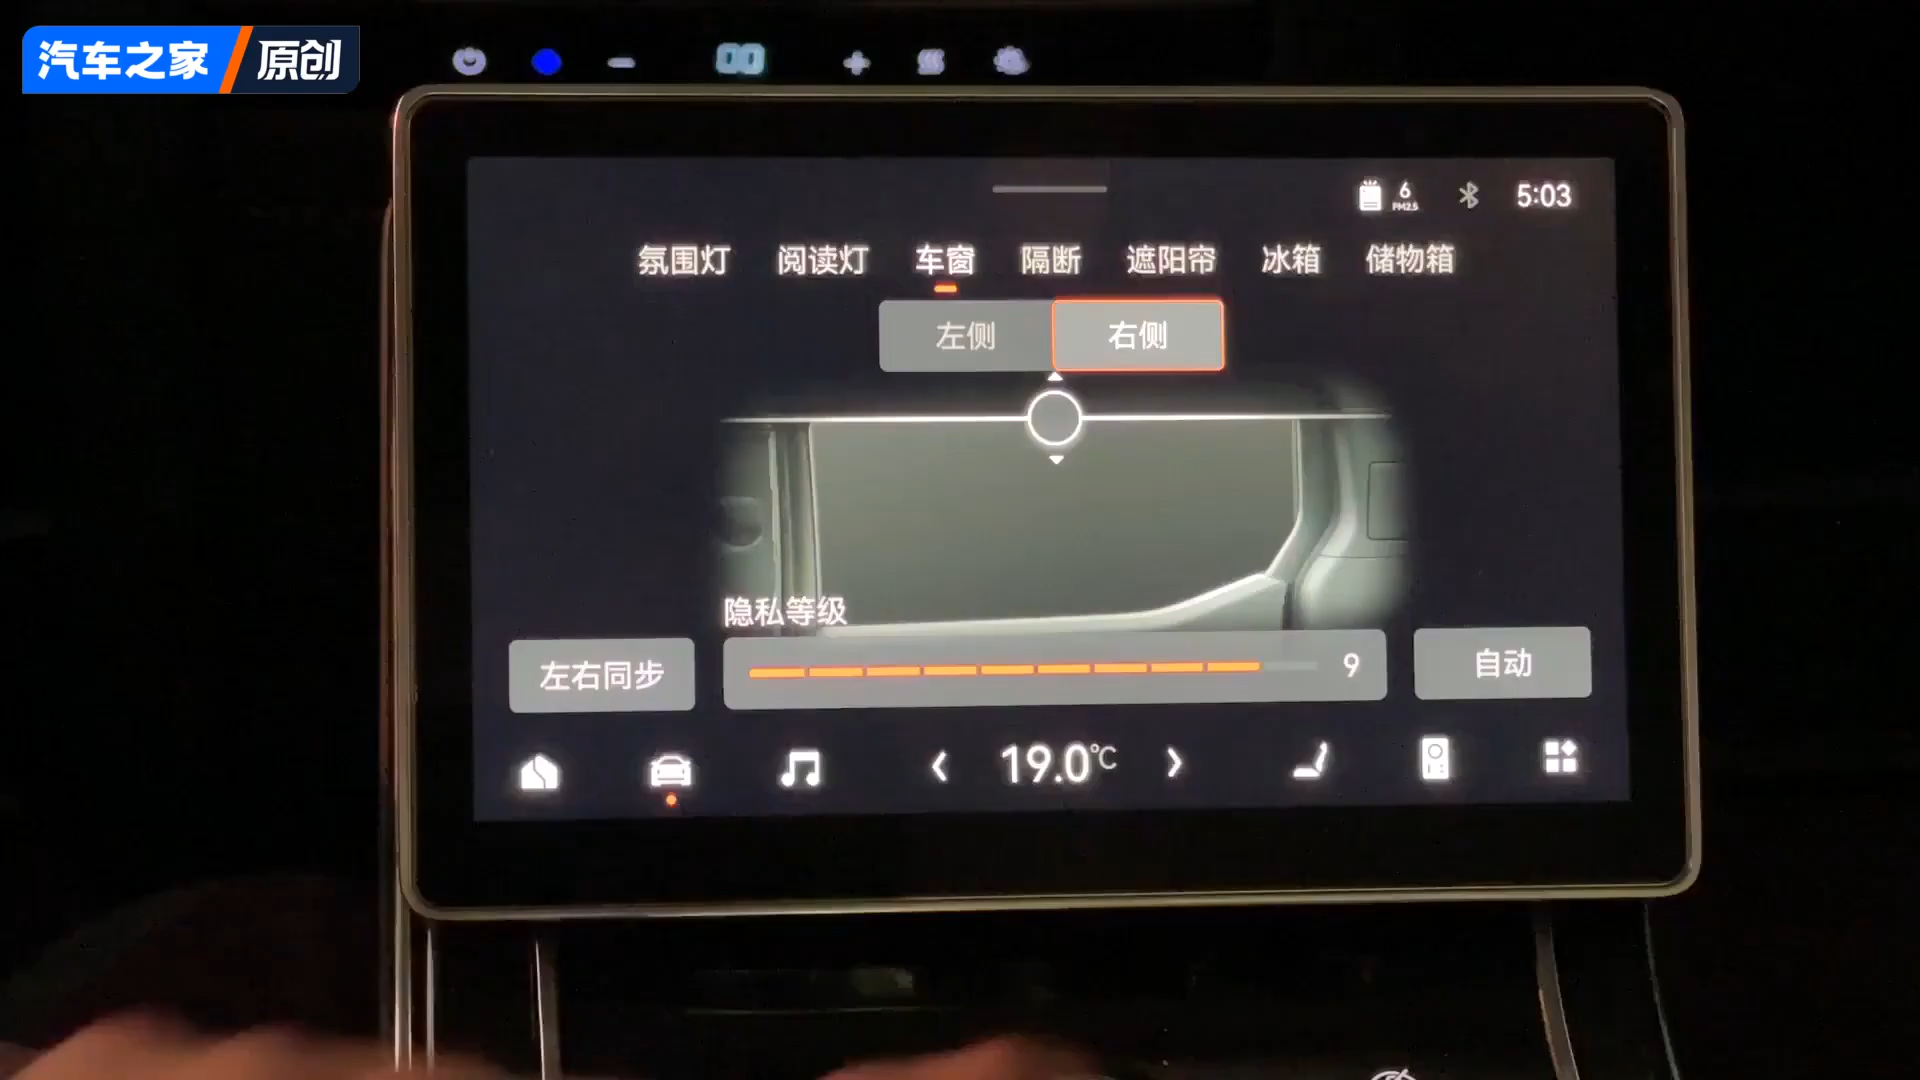 汽车之家 原创
00
6 PM2.5 5:03
氛围灯 阅读灯 车窗 隔断 遮阳帘 冰箱 储物箱
左侧 右侧
隐私等级
左右同步 9 自动
19.0°C